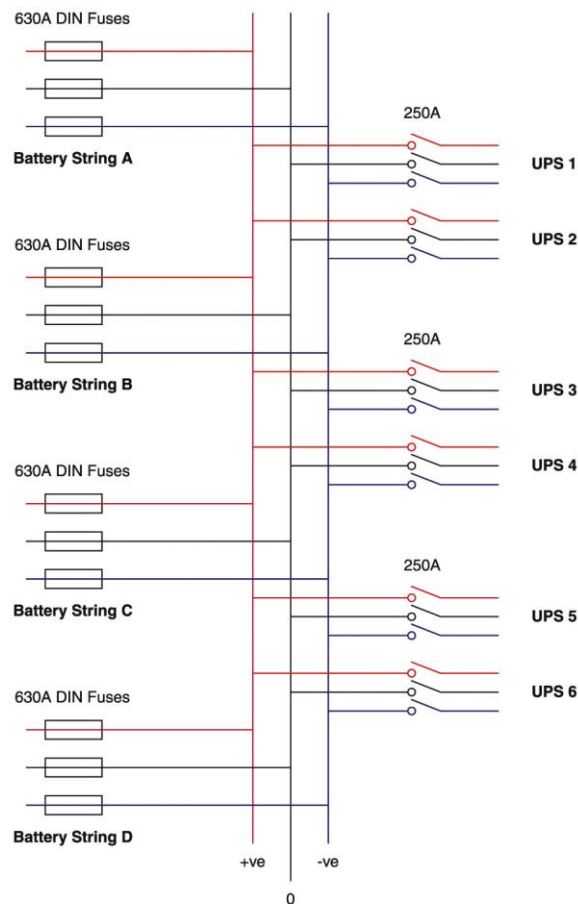 630A DIN Fuses
Battery String A
250A
UPS 1
UPS 2
630A DIN Fuses
Battery String B
250A
UPS 3
UPS 4
630A DIN Fuses
Battery String C
250A
UPS 5
UPS 6
630A DIN Fuses
Battery String D
+ve
-ve
0